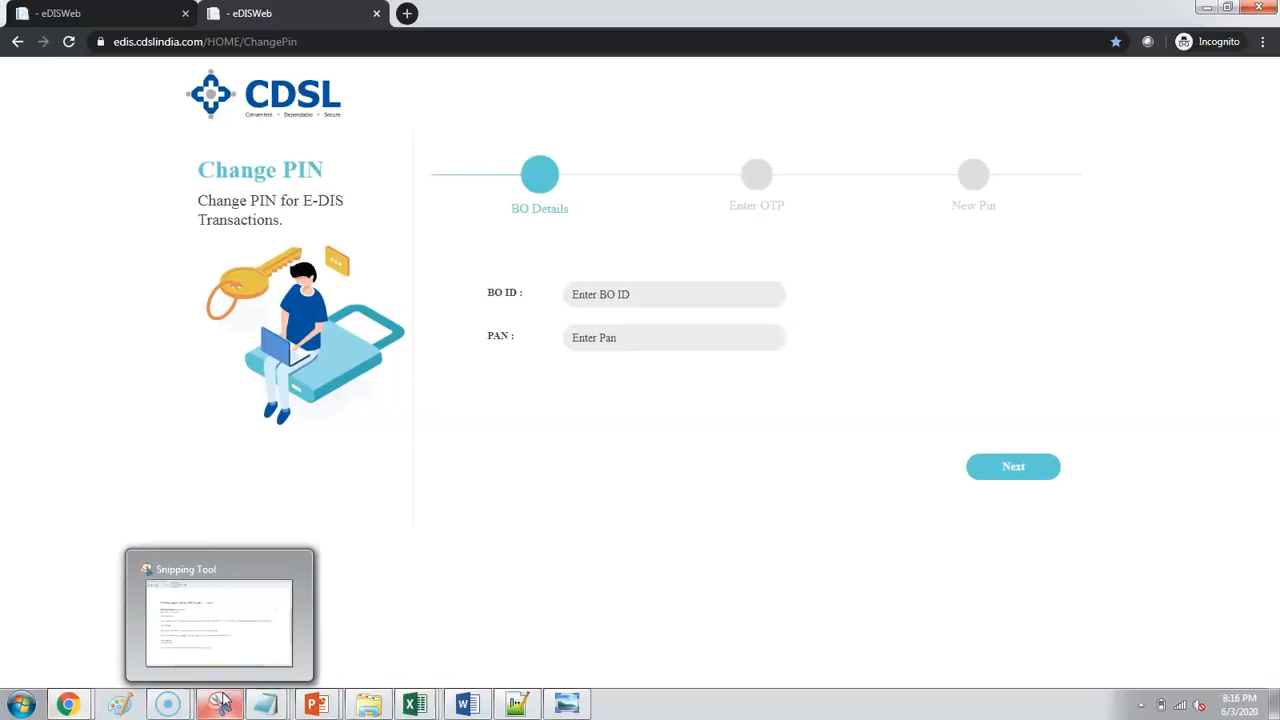 - eDISWeb
- eDISWeb
edis.cdslindia.com/HOME/ChangePin
Incognito
CDSL
Convenient • Dependable • Secure
Change PIN
Change PIN for E-DIS
Transactions.
BO Details
Enter OTP
New Pin
BO ID :
Enter BO ID
PAN :
Enter Pan
Next
Snipping Tool
8:16 PM
6/3/2020